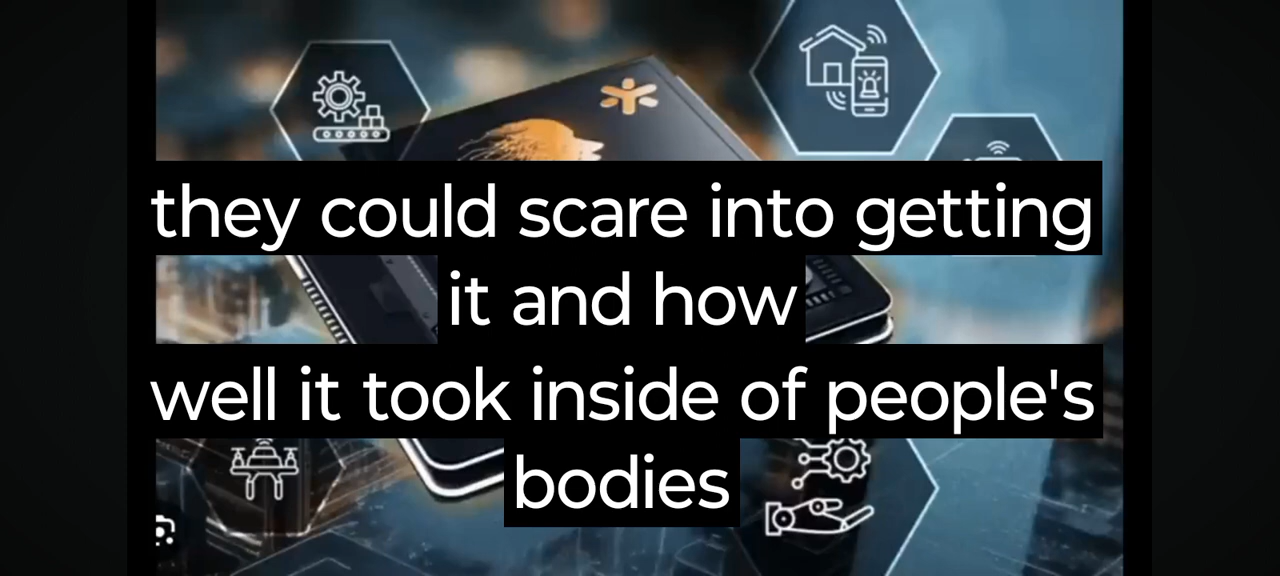 they could scare into getting
it and how
well it took inside of people's
bodies